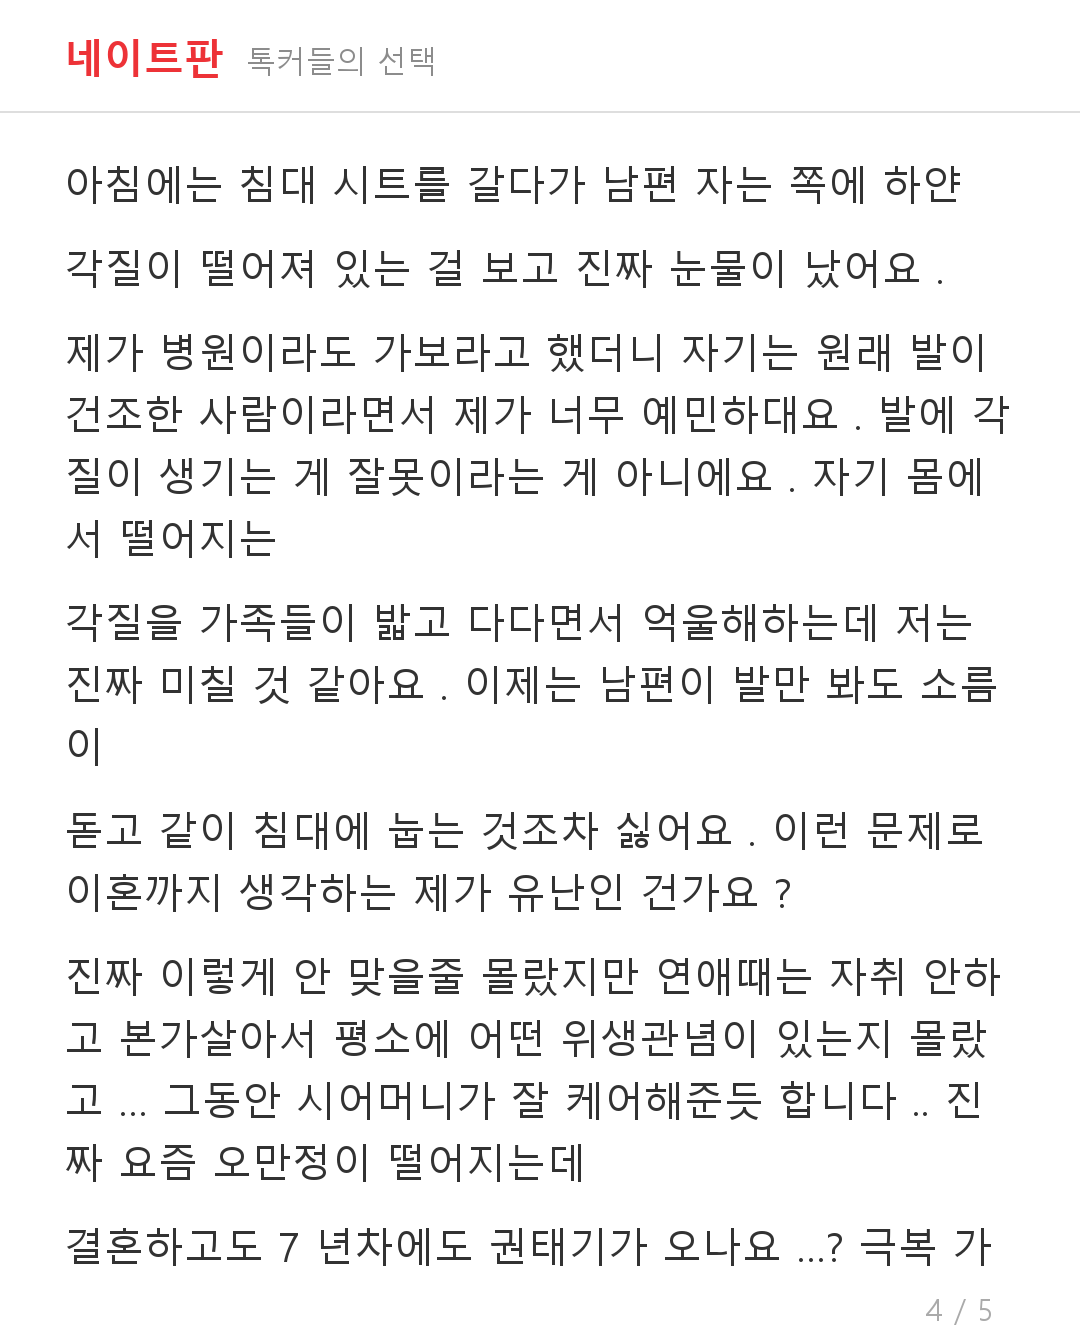 네이트판 톡커들의 선택
아침에는 침대 시트를 갈다가 남편 자는 쪽에 하얀
각질이 떨어져 있는 걸 보고 진짜 눈물이 났어요 .
제가 병원이라도 가보라고 했더니 자기는 원래 발이
건조한 사람이라면서 제가 너무 예민하대요 . 발에 각
질이 생기는 게 잘못이라는 게 아니에요 . 자기 몸에
서 떨어지는
각질을 가족들이 밟고 다다면서 억울해하는데 저는
진짜 미칠 것 같아요 . 이제는 남편이 발만 봐도 소름
이
돋고 같이 침대에 눕는 것조차 싫어요 . 이런 문제로
이혼까지 생각하는 제가 유난인 건가요 ?
진짜 이렇게 안 맞을줄 몰랐지만 연애때는 자취 안하
고 본가살아서 평소에 어떤 위생관념이 있는지 몰랐
고 ... 그동안 시어머니가 잘 케어해준듯 합니다 .. 진
짜 요즘 오만정이 떨어지는데
결혼하고도 7 년차에도 권태기가 오나요 ...? 극복 가
4 / 5